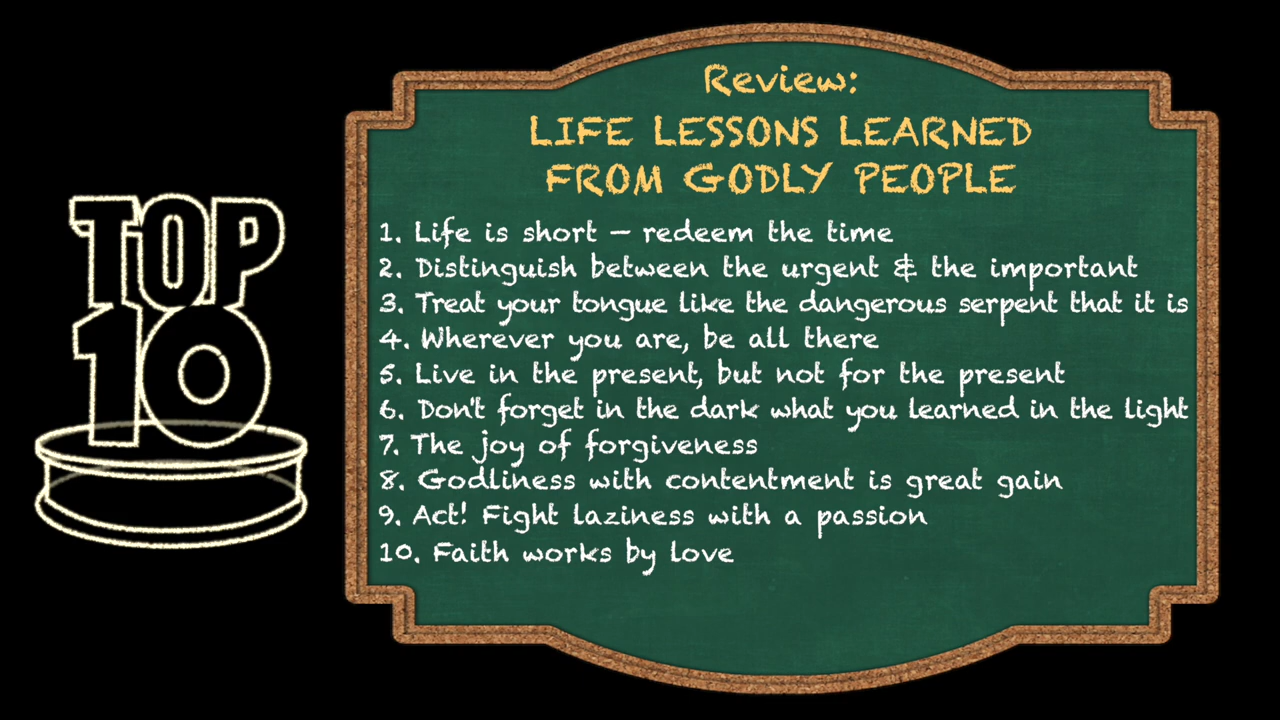 TOP
10
Review:
LIFE LESSONS LEARNED
FROM GODLY PEOPLE
1. Life is short – redeem the time
2. Distinguish between the urgent & the important
3. Treat your tongue like the dangerous serpent that it is
4. Wherever you are, be all there
5. Live in the present, but not for the present
6. Don't forget in the dark what you learned in the light
7. The joy of forgiveness
8. Godliness with contentment is great gain
9. Act! Fight laziness with a passion
10. Faith works by love